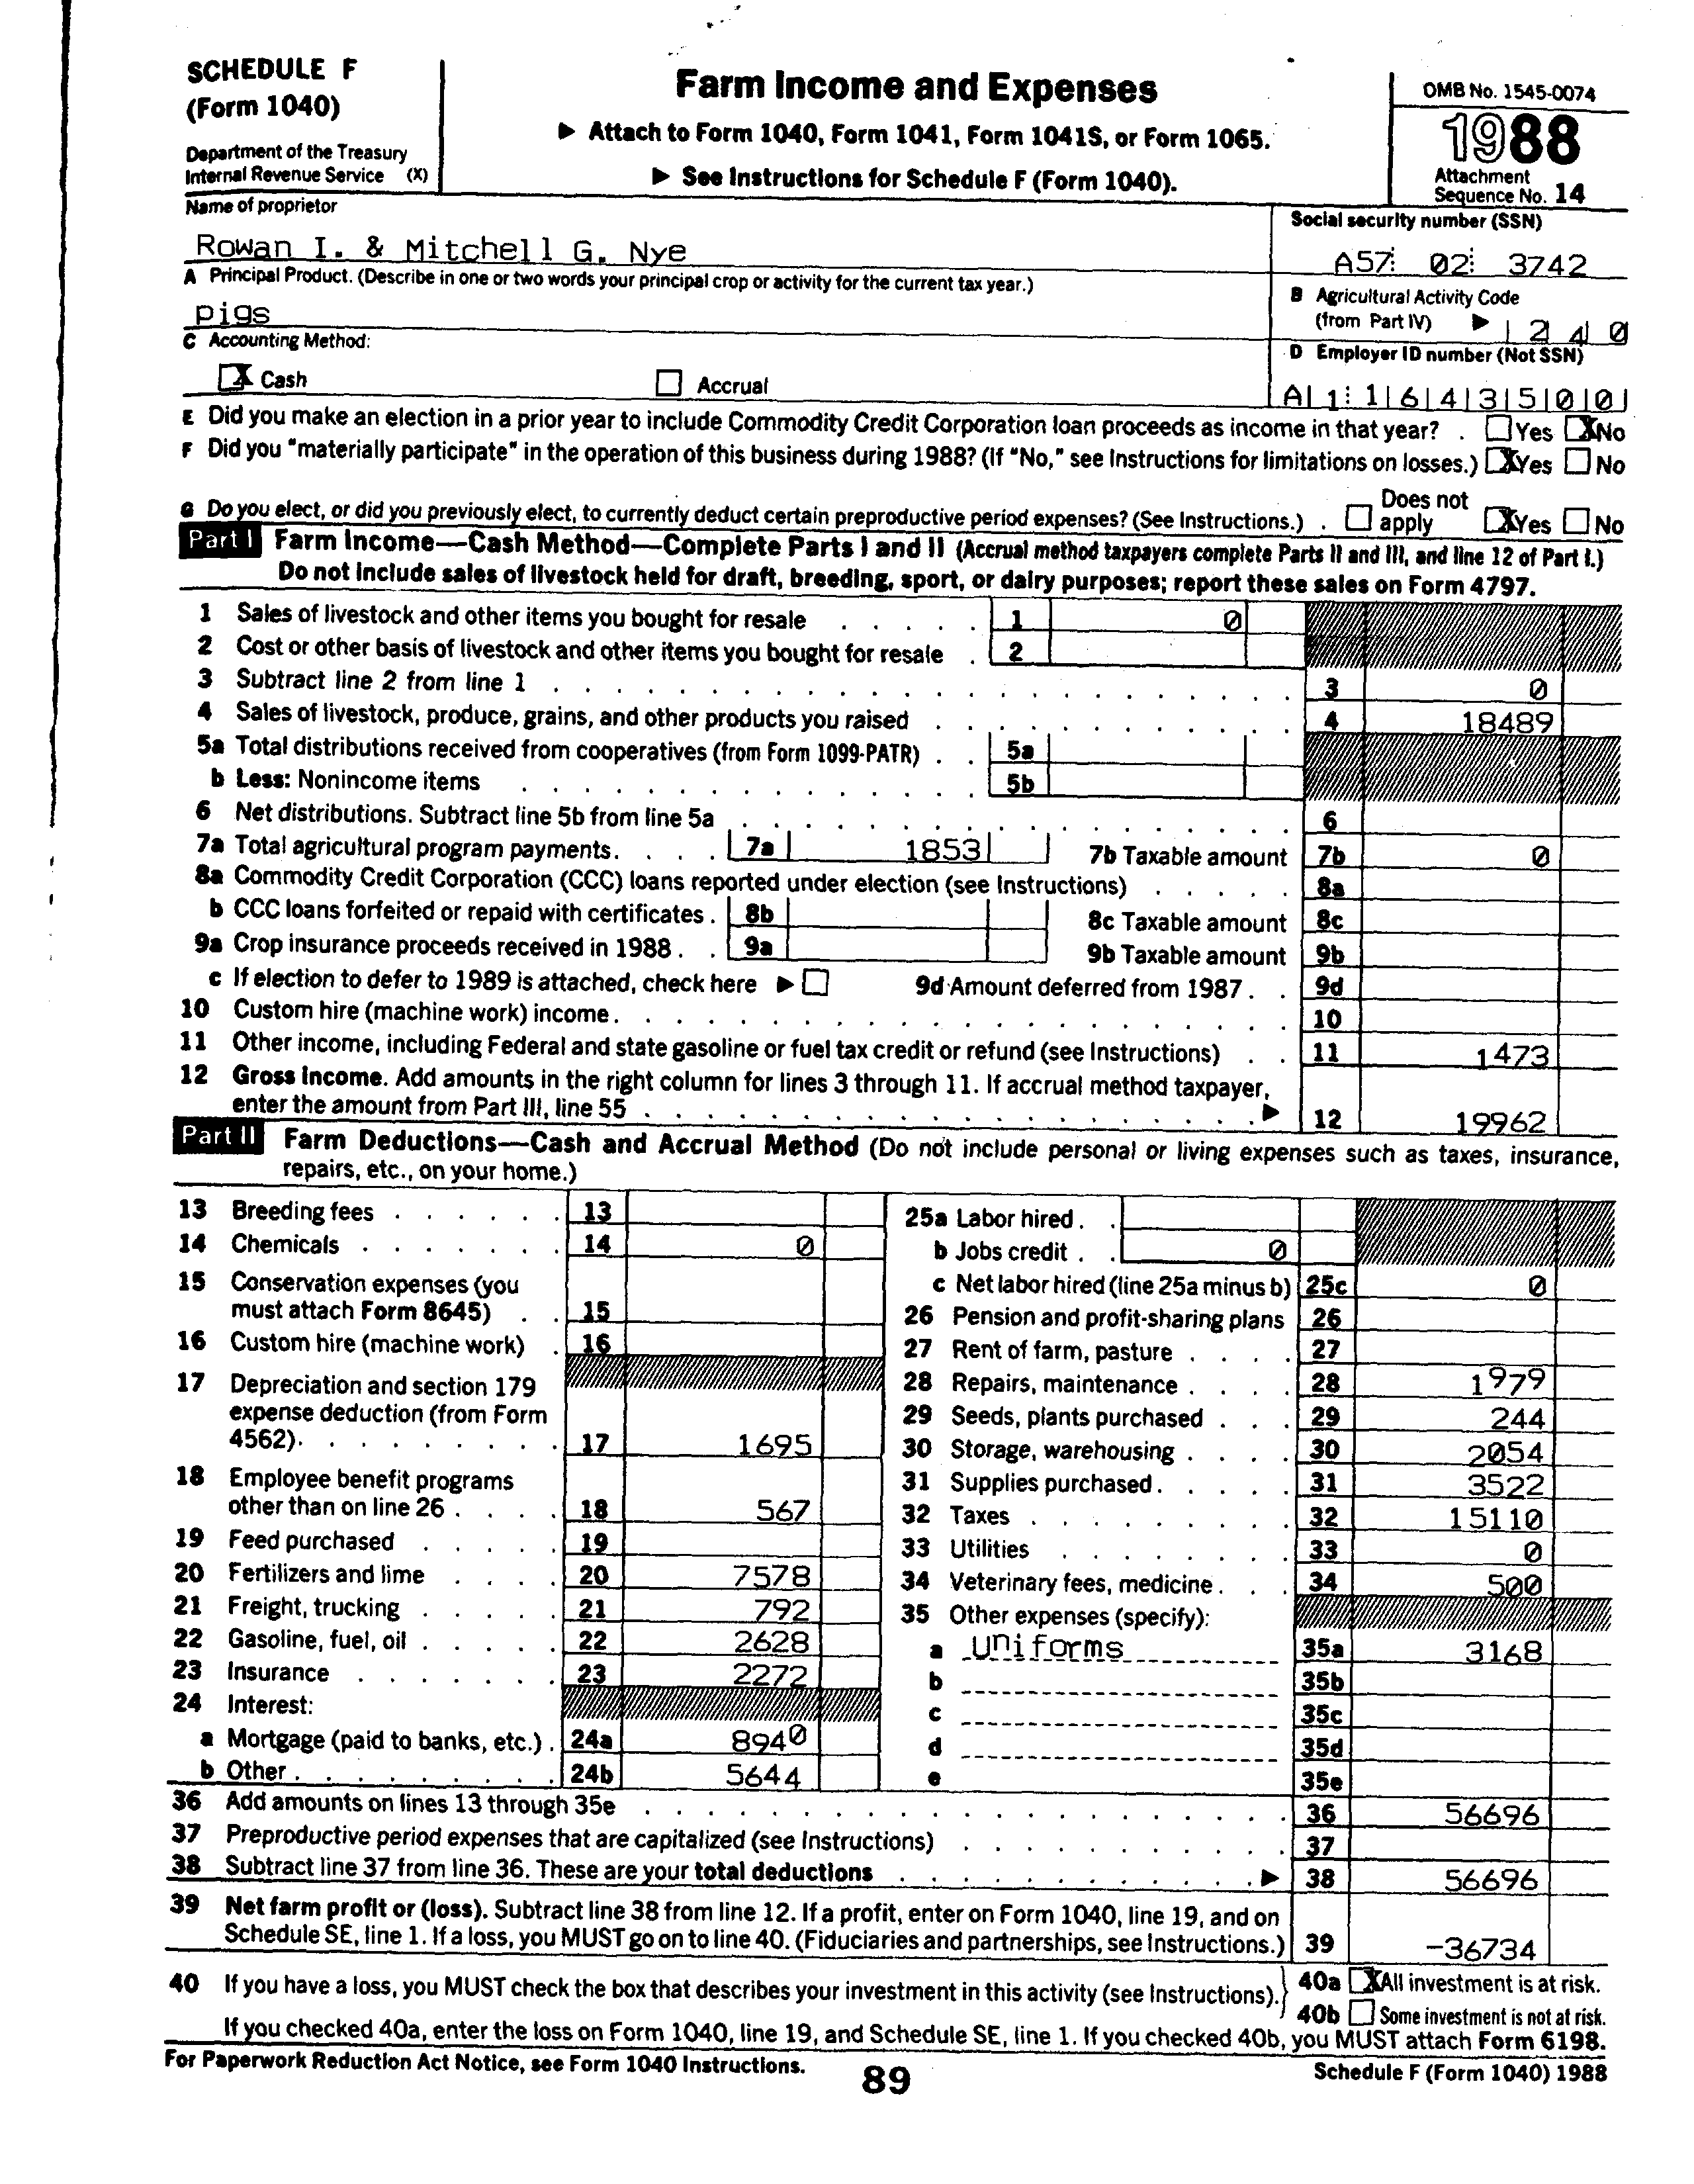 SCHEDULE F
(Form 1040)
Department of the Treasury
Internal Revenue Service (X)
Farm Income and Expenses
▶ Attach to Form 1040, Form 1041, Form 1041S, or Form 1065.
▶ See Instructions for Schedule F (Form 1040).
OMB No. 1545-0074
1988
Attachment
Sequence No. 14
Name of proprietor
Rowan I. & Mitchell G. Nye
Social security number (SSN)
A57 02 3742
A Principal Product. (Describe in one or two words your principal crop or activity for the current tax year.)
pigs
B Agricultural Activity Code
(from Part IV) ▶ 2 4 0
C Accounting Method:
X Cash Accrual
D Employer ID number (Not SSN)
A 1 1 6 4 3 5 0 0
E Did you make an election in a prior year to include Commodity Credit Corporation loan proceeds as income in that year? . Yes X No
F Did you "materially participate" in the operation of this business during 1988? (If "No," see Instructions for limitations on losses.) X Yes No
G Do you elect, or did you previously elect, to currently deduct certain preproductive period expenses? (See Instructions.) . Does not apply X Yes No
Part I Farm Income—Cash Method—Complete Parts I and II (Accrual method taxpayers complete Parts II and III, and line 12 of Part I.)
Do not include sales of livestock held for draft, breeding, sport, or dairy purposes; report these sales on Form 4797.
1 Sales of livestock and other items you bought for resale 1 0
2 Cost or other basis of livestock and other items you bought for resale . 2
3 Subtract line 2 from line 1 3 0
4 Sales of livestock, produce, grains, and other products you raised 4 18489
5a Total distributions received from cooperatives (from Form 1099-PATR) . . 5a
b Less: Nonincome items 5b
6 Net distributions. Subtract line 5b from line 5a 6
7a Total agricultural program payments. 7a 1853 7b Taxable amount 7b 0
8a Commodity Credit Corporation (CCC) loans reported under election (see Instructions) 8a
b CCC loans forfeited or repaid with certificates . 8b 8c Taxable amount 8c
9a Crop insurance proceeds received in 1988 . . 9a 9b Taxable amount 9b
c If election to defer to 1989 is attached, check here ▶ 9d Amount deferred from 1987 . . 9d
10 Custom hire (machine work) income. 10
11 Other income, including Federal and state gasoline or fuel tax credit or refund (see Instructions) . . 11 1473
12 Gross Income. Add amounts in the right column for lines 3 through 11. If accrual method taxpayer,
enter the amount from Part III, line 55 ▶ 12 19962
Part II Farm Deductions—Cash and Accrual Method (Do not include personal or living expenses such as taxes, insurance,
repairs, etc., on your home.)
13 Breeding fees 13
14 Chemicals 14 0
15 Conservation expenses (you
must attach Form 8645) . . 15
16 Custom hire (machine work) . 16
17 Depreciation and section 179
expense deduction (from Form
4562). 17 1695
18 Employee benefit programs
other than on line 26 . 18 567
19 Feed purchased 19
20 Fertilizers and lime 20 7578
21 Freight, trucking 21 792
22 Gasoline, fuel, oil 22 2628
23 Insurance 23 2272
24 Interest:
a Mortgage (paid to banks, etc.) . 24a 8940
b Other . 24b 5644
25a Labor hired . .
b Jobs credit . . 0
c Net labor hired (line 25a minus b) 25c 0
26 Pension and profit-sharing plans 26
27 Rent of farm, pasture 27
28 Repairs, maintenance 28 1979
29 Seeds, plants purchased 29 244
30 Storage, warehousing 30 2054
31 Supplies purchased . 31 3522
32 Taxes 32 15110
33 Utilities 33 0
34 Veterinary fees, medicine . 34 500
35 Other expenses (specify):
a uniforms 35a 3168
b 35b
c 35c
d 35d
e 35e
36 Add amounts on lines 13 through 35e 36 56696
37 Preproductive period expenses that are capitalized (see Instructions) 37
38 Subtract line 37 from line 36. These are your total deductions ▶ 38 56696
39 Net farm profit or (loss). Subtract line 38 from line 12. If a profit, enter on Form 1040, line 19, and on
Schedule SE, line 1. If a loss, you MUST go on to line 40. (Fiduciaries and partnerships, see Instructions.) 39 -36734
40 If you have a loss, you MUST check the box that describes your investment in this activity (see Instructions). 40a X All investment is at risk.
40b Some investment is not at risk.
If you checked 40a, enter the loss on Form 1040, line 19, and Schedule SE, line 1. If you checked 40b, you MUST attach Form 6198.
For Paperwork Reduction Act Notice, see Form 1040 Instructions.
89
Schedule F (Form 1040) 1988